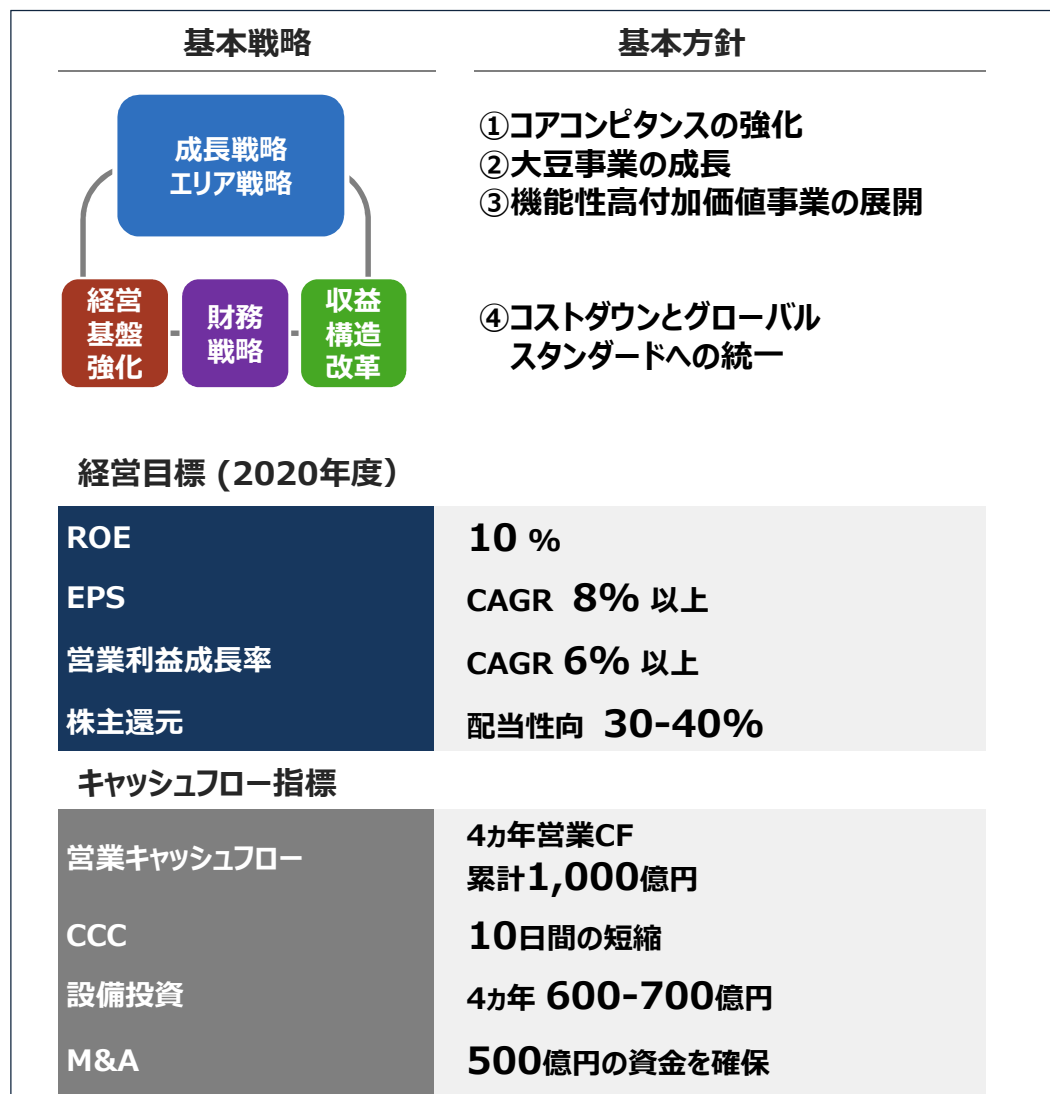 基本戦略
基本方針
成長戦略
エリア戦略
経営
基盤
強化
財務
戦略
収益
構造
改革
①コアコンピタンスの強化
②大豆事業の成長
③機能性高付加価値事業の展開
④コストダウンとグローバル
スタンダードへの統一
経営目標 (2020年度）
ROE 10 %
EPS CAGR 8% 以上
営業利益成長率 CAGR 6% 以上
株主還元 配当性向 30-40%
キャッシュフロー指標
営業キャッシュフロー
4ヵ年営業CF
累計1,000億円
CCC 10日間の短縮
設備投資 4ヵ年 600-700億円
M&A 500億円の資金を確保